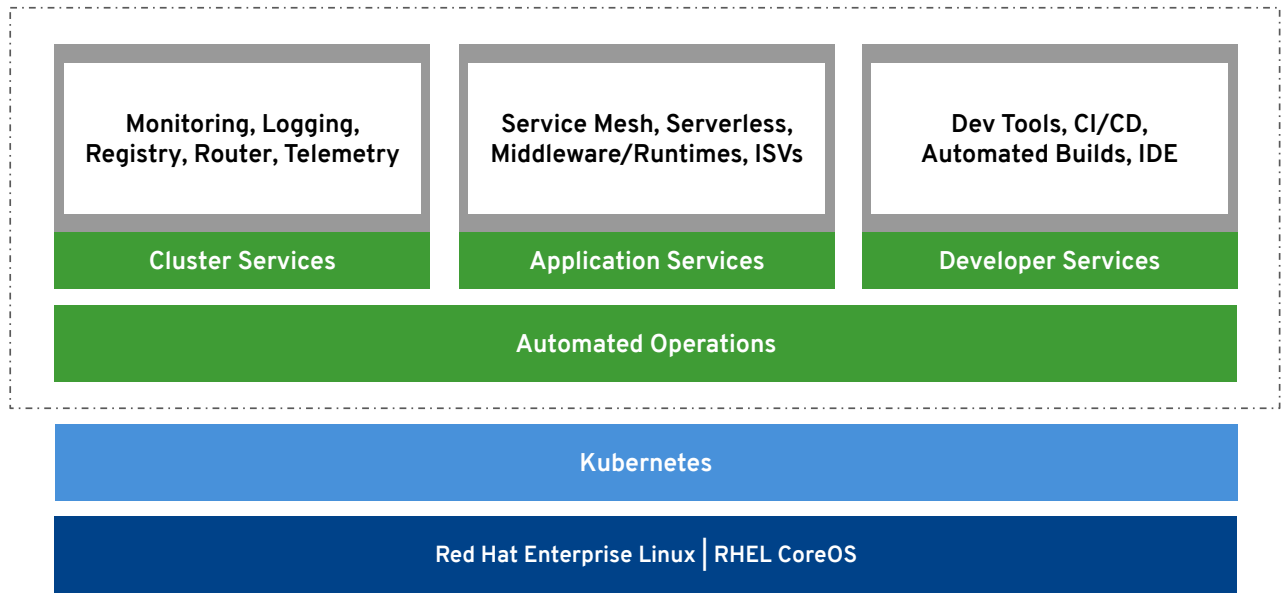 Monitoring, Logging,
Registry, Router, Telemetry
Service Mesh, Serverless,
Middleware/Runtimes, ISVs
Dev Tools, CI/CD,
Automated Builds, IDE
Cluster Services
Application Services
Developer Services
Automated Operations
Kubernetes
Red Hat Enterprise Linux | RHEL CoreOS